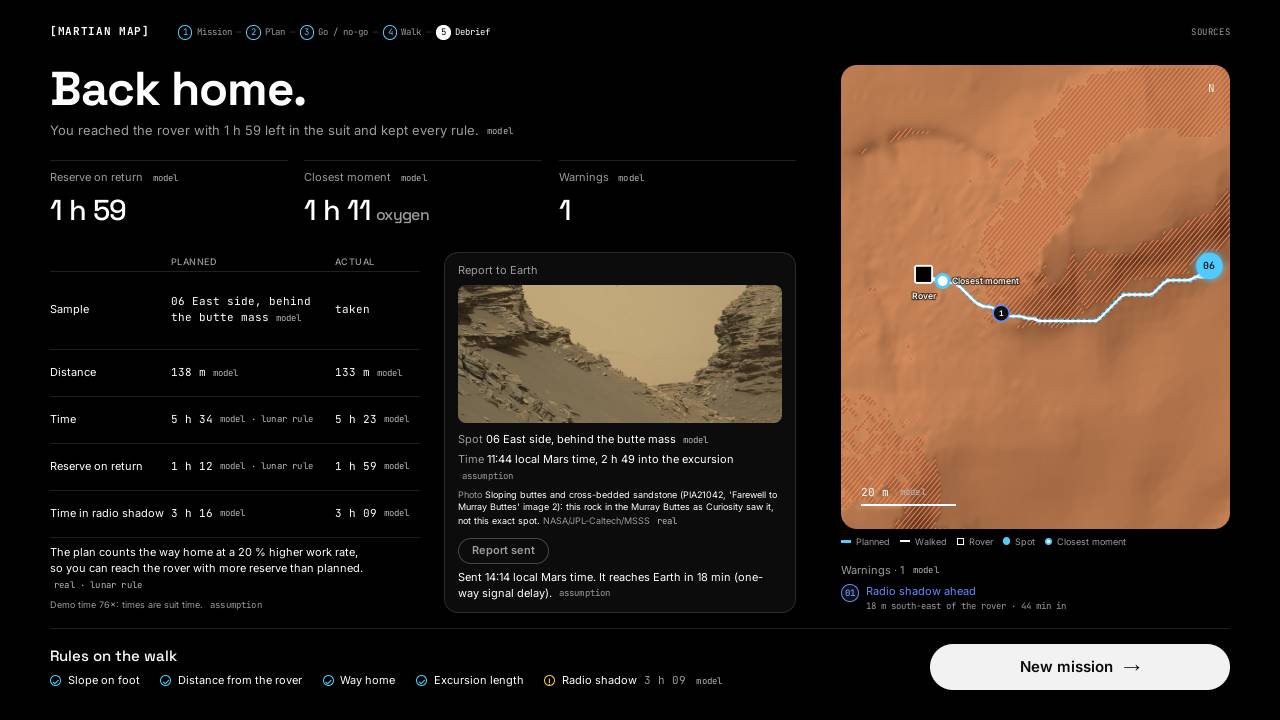 [MARTIAN MAP]
1 Mission – 2 Plan – 3 Go / no-go – 4 Walk – 5 Debrief
SOURCES
Back home.
You reached the rover with 1 h 59 left in the suit and kept every rule. model
Reserve on return model
1 h 59
Closest moment model
1 h 11 oxygen
Warnings model
1
PLANNED ACTUAL
Sample 06 East side, behind the butte mass model taken
Distance 138 m model 133 m model
Time 5 h 34 model · lunar rule 5 h 23 model
Reserve on return 1 h 12 model · lunar rule 1 h 59 model
Time in radio shadow 3 h 16 model 3 h 09 model
The plan counts the way home at a 20 % higher work rate,
so you can reach the rover with more reserve than planned.
real · lunar rule
Demo time 76×: times are suit time. assumption
Report to Earth
Spot 06 East side, behind the butte mass model
Time 11:44 local Mars time, 2 h 49 into the excursion
assumption
Photo Sloping buttes and cross-bedded sandstone (PIA21042, 'Farewell to
Murray Buttes' image 2): this rock in the Murray Buttes as Curiosity saw it,
not this exact spot. NASA/JPL-Caltech/MSSS real
Report sent
Sent 14:14 local Mars time. It reaches Earth in 18 min (one-
way signal delay). assumption
N
06
Closest moment
Rover
1
20 m model
Planned Walked Rover Spot Closest moment
Warnings · 1 model
01 Radio shadow ahead
18 m south-east of the rover · 44 min in
Rules on the walk
Slope on foot Distance from the rover Way home Excursion length Radio shadow 3 h 09 model
New mission →